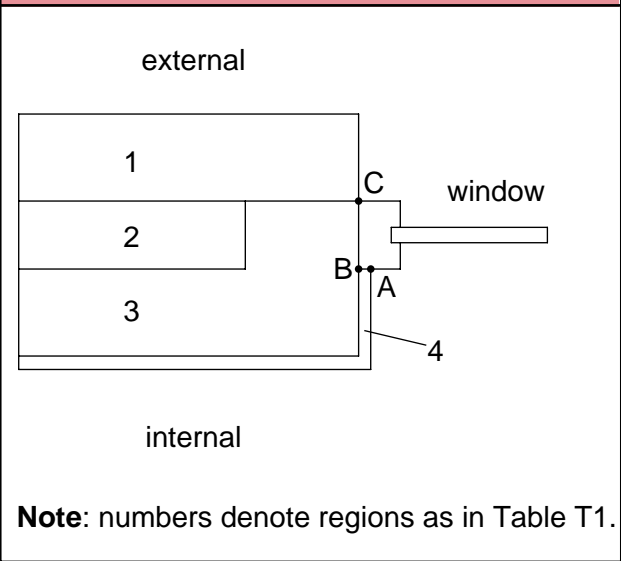 external
1
C
window
2
B
A
3
4
internal
Note: numbers denote regions as in Table T1.